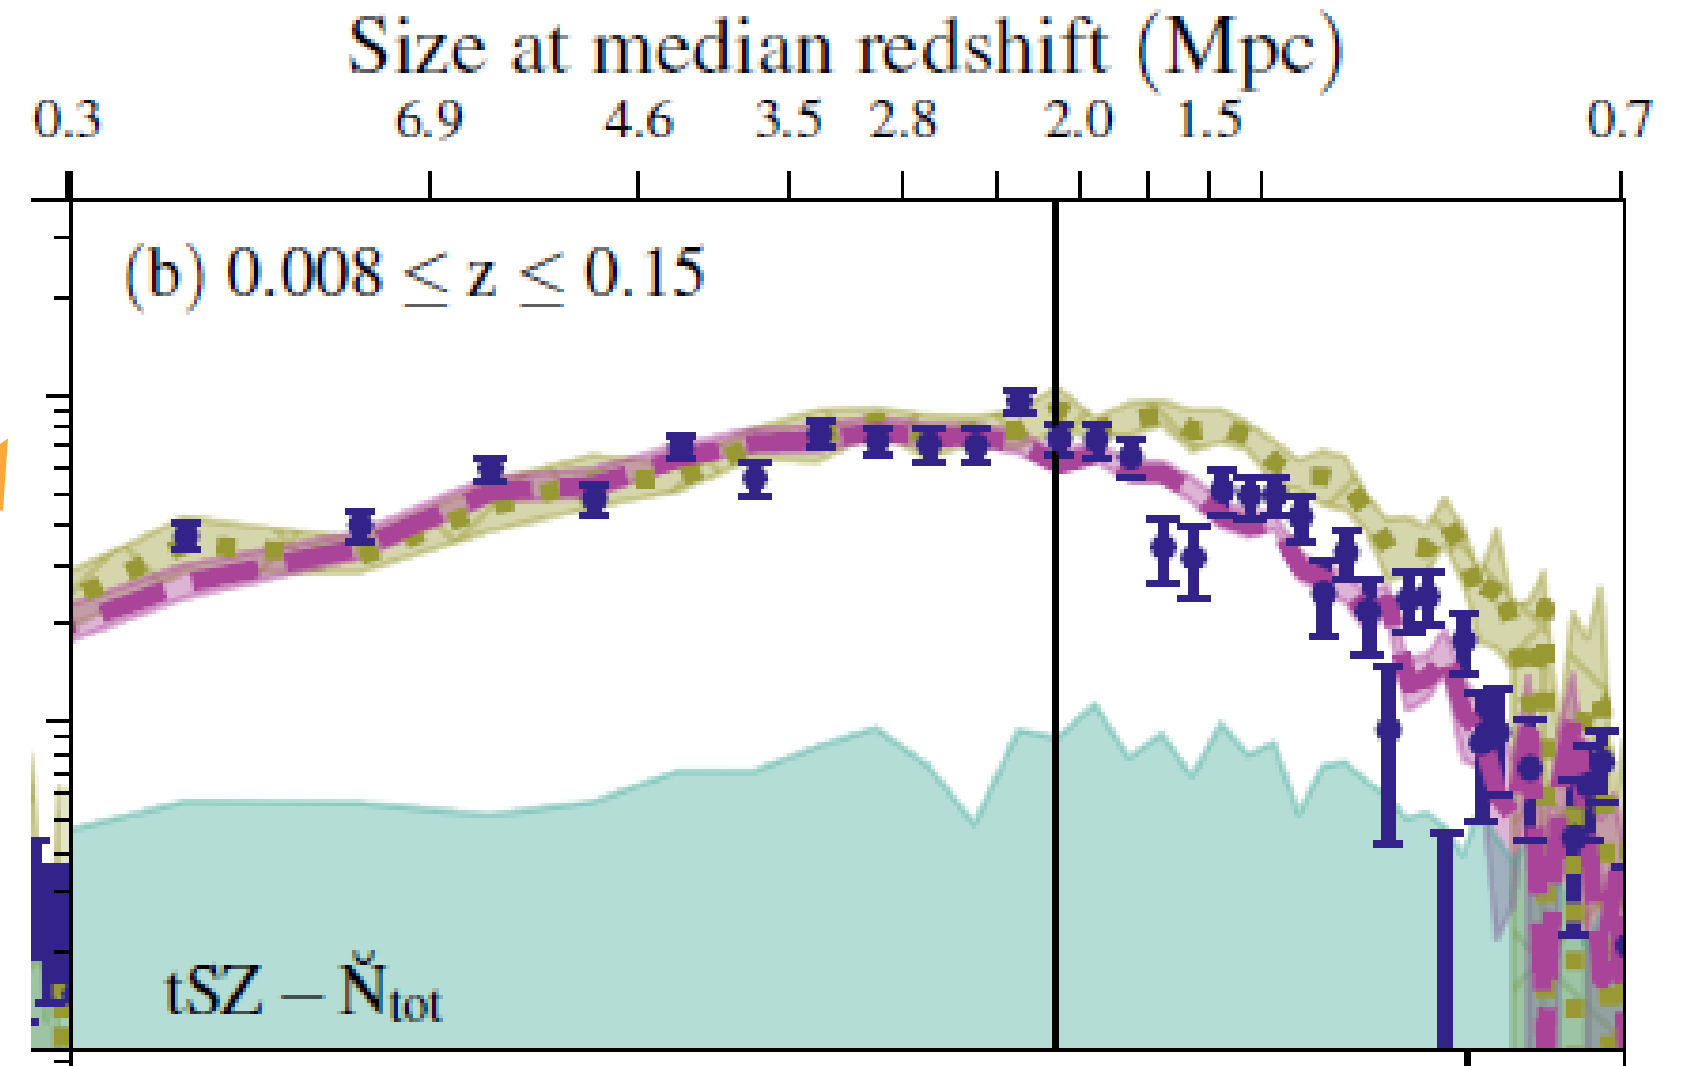 Size at median redshift (Mpc)
0.3 6.9 4.6 3.5 2.8 2.0 1.5 0.7
(b) 0.008 ≤ z ≤ 0.15
tSZ – Ňtot